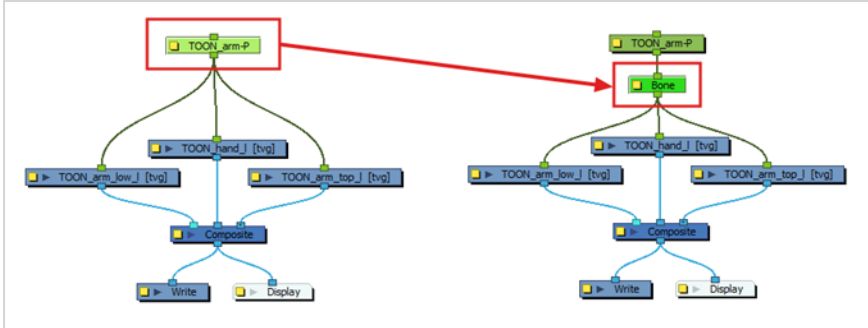 TOON_arm-P
TOON_hand_l [tvg]
TOON_arm_low_l [tvg]
TOON_arm_top_l [tvg]
Composite
Write
Display
TOON_arm-P
Bone
TOON_hand_l [tvg]
TOON_arm_low_l [tvg]
TOON_arm_top_l [tvg]
Composite
Write
Display